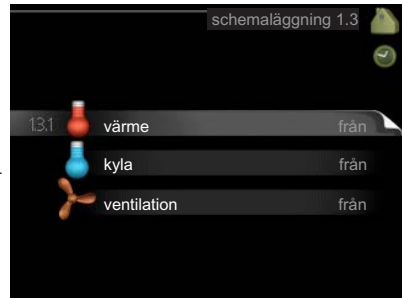 schemaläggning 1.3
1.3.1 värme från
kyla från
ventilation från